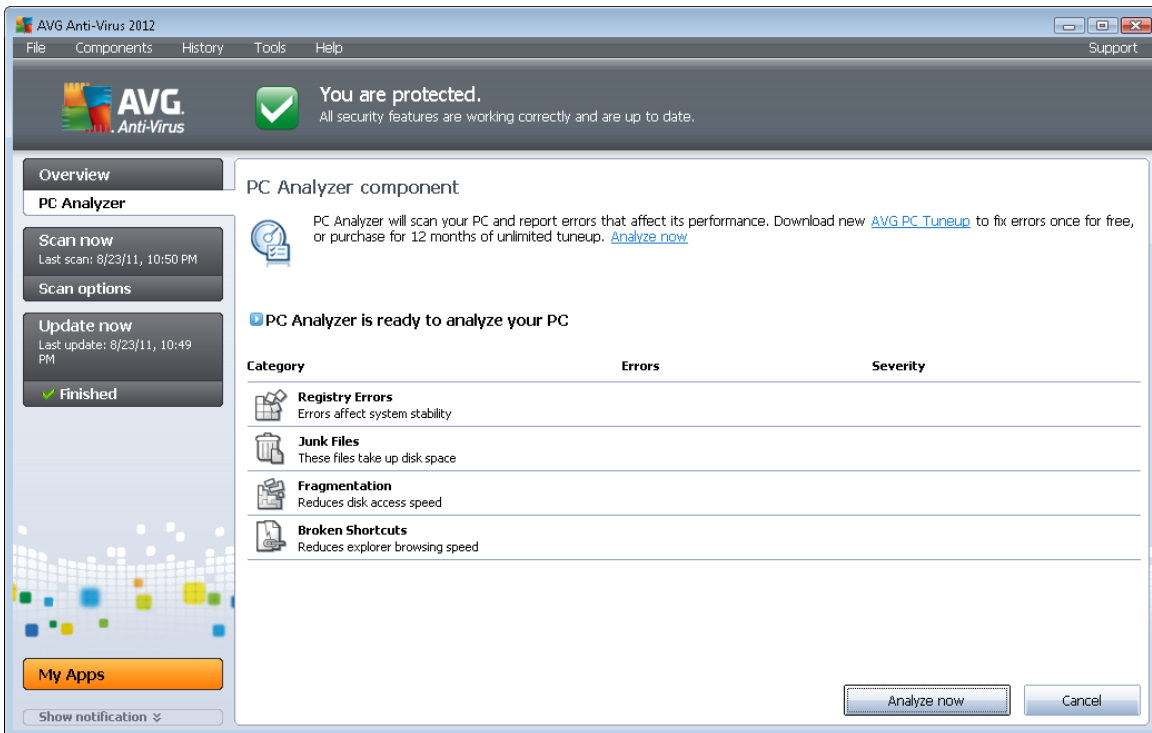 AVG Anti-Virus 2012
File Components History Tools Help Support
AVG.
Anti-Virus
You are protected.
All security features are working correctly and are up to date.
Overview
PC Analyzer
Scan now
Last scan: 8/23/11, 10:50 PM
Scan options
Update now
Last update: 8/23/11, 10:49
PM
Finished
My Apps
Show notification
PC Analyzer component
PC Analyzer will scan your PC and report errors that affect its performance. Download new AVG PC Tuneup to fix errors once for free,
or purchase for 12 months of unlimited tuneup. Analyze now
PC Analyzer is ready to analyze your PC
Category Errors Severity
Registry Errors
Errors affect system stability
Junk Files
These files take up disk space
Fragmentation
Reduces disk access speed
Broken Shortcuts
Reduces explorer browsing speed
Analyze now Cancel